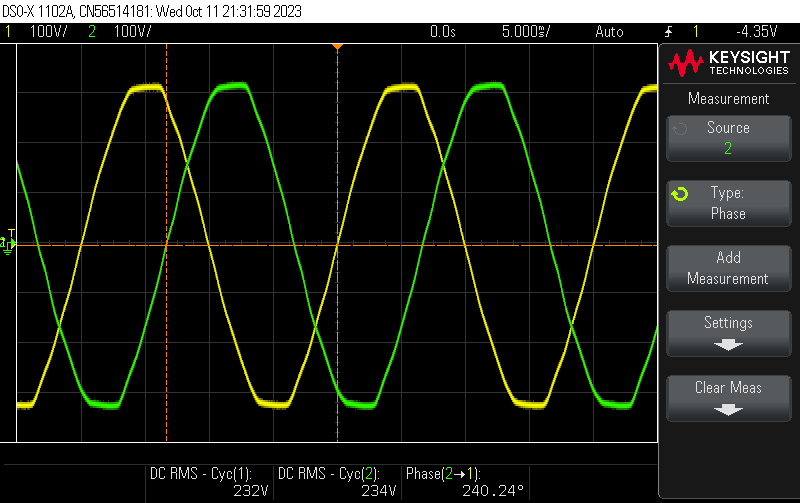 DSO-X 1102A, CN56514181: Wed Oct 11 21:31:59 2023
1 100V/ 2 100V/ 0.0s 5.000ms/ Auto 1 -4.35V
KEYSIGHT
TECHNOLOGIES
Measurement
Source
2
Type:
Phase
Add
Measurement
Settings
Clear Meas
T
DC RMS - Cyc(1): DC RMS - Cyc(2): Phase(2→1):
232V 234V 240.24°